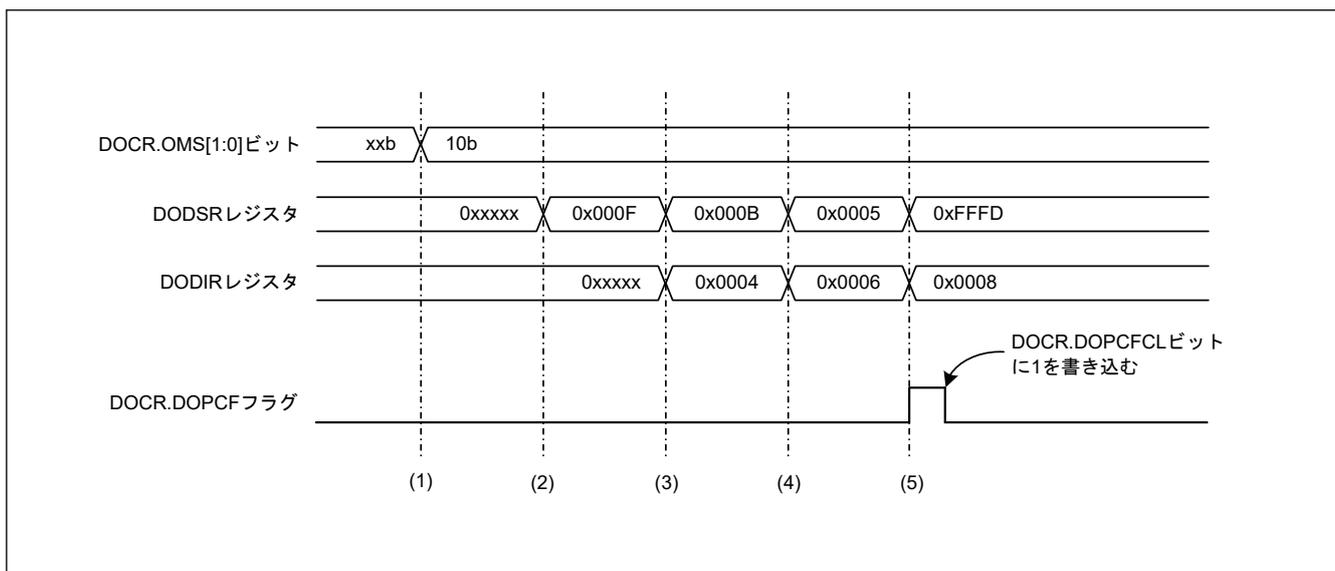 DOCR.OMS[1:0]ビット xxb 10b
DODSRレジスタ 0xxxxx 0x000F 0x000B 0x0005 0xFFFD
DODIRレジスタ 0xxxxx 0x0004 0x0006 0x0008
DOCR.DOPCFCLビット
に1を書き込む
DOCR.DOPCFフラグ
(1) (2) (3) (4) (5)